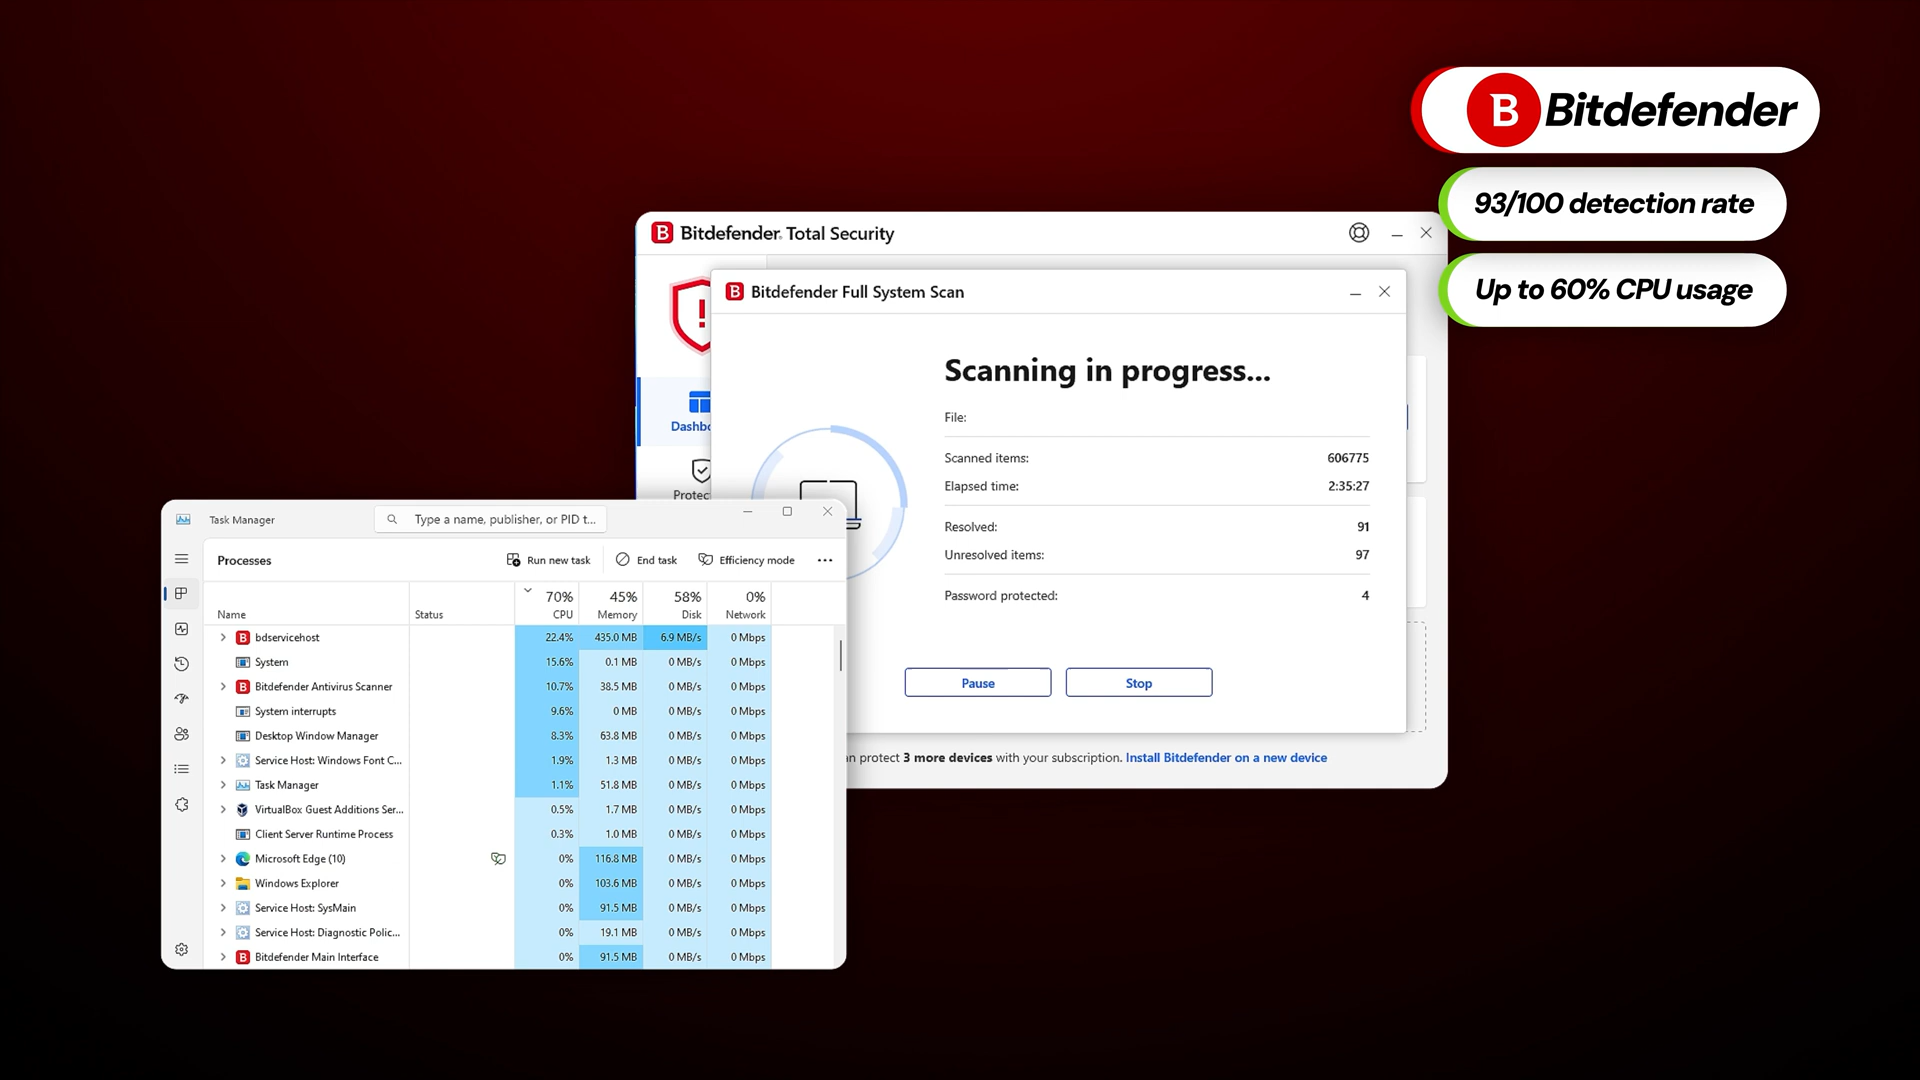 B Bitdefender
93/100 detection rate
Up to 60% CPU usage
B Bitdefender Total Security
B Bitdefender Full System Scan
Scanning in progress...
File:
Scanned items: 606775
Elapsed time: 2:35:27
Resolved: 91
Unresolved items: 97
Password protected: 4
Pause Stop
Dashbo
Protec
protect 3 more devices with your subscription. Install Bitdefender on a new device
Task Manager Type a name, publisher, or PID t...
Processes Run new task End task Efficiency mode
70% 45% 58% 0%
Name Status CPU Memory Disk Network
B bdservicehost 22.4% 435.0 MB 6.9 MB/s 0 Mbps
System 15.6% 0.1 MB 0 MB/s 0 Mbps
B Bitdefender Antivirus Scanner 10.7% 38.5 MB 0 MB/s 0 Mbps
System interrupts 9.6% 0 MB 0 MB/s 0 Mbps
Desktop Window Manager 8.3% 63.8 MB 0 MB/s 0 Mbps
Service Host: Windows Font C... 1.9% 1.3 MB 0 MB/s 0 Mbps
Task Manager 1.1% 51.8 MB 0 MB/s 0 Mbps
VirtualBox Guest Additions Ser... 0.5% 1.7 MB 0 MB/s 0 Mbps
Client Server Runtime Process 0.3% 1.0 MB 0 MB/s 0 Mbps
Microsoft Edge (10) 0% 116.8 MB 0 MB/s 0 Mbps
Windows Explorer 0% 103.6 MB 0 MB/s 0 Mbps
Service Host: SysMain 0% 91.5 MB 0 MB/s 0 Mbps
Service Host: Diagnostic Polic... 0% 19.1 MB 0 MB/s 0 Mbps
B Bitdefender Main Interface 0% 91.5 MB 0 MB/s 0 Mbps